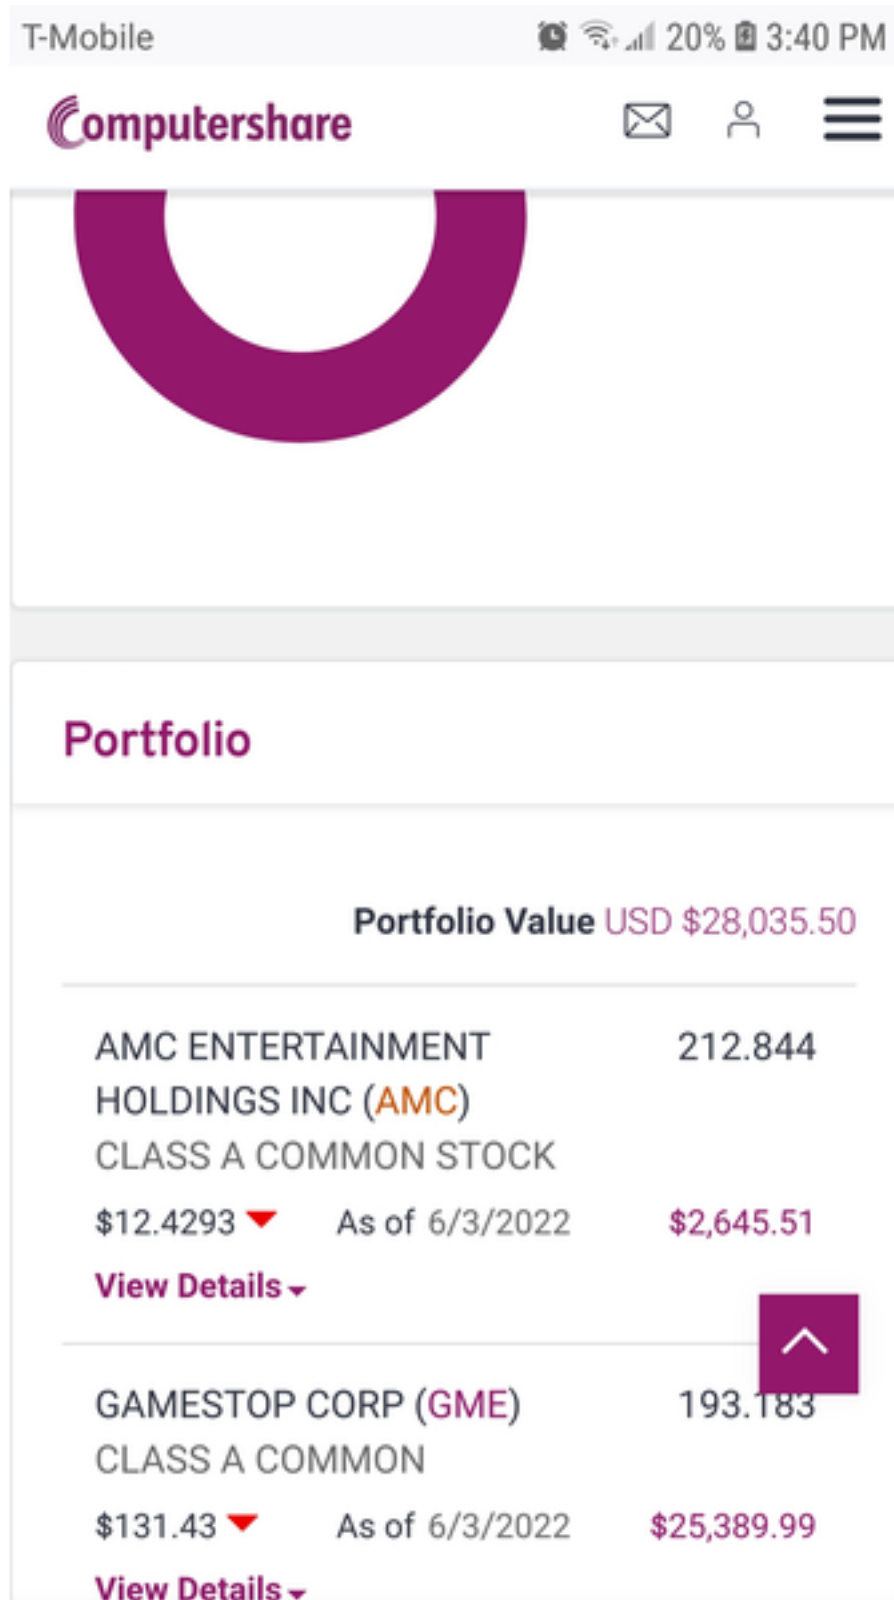 T-Mobile 20% 3:40 PM
Computershare
Portfolio
Portfolio Value USD $28,035.50
AMC ENTERTAINMENT 212.844
HOLDINGS INC (AMC)
CLASS A COMMON STOCK
$12.4293 As of 6/3/2022 $2,645.51
View Details
GAMESTOP CORP (GME) 193.183
CLASS A COMMON
$131.43 As of 6/3/2022 $25,389.99
View Details